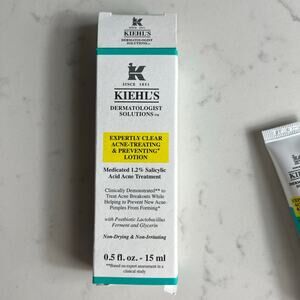 K
KIEHL'S
DERMATOLOGIST
SOLUTIONS™
K
SINCE 1851
KIEHL'S
DERMATOLOGIST
SOLUTIONS™
EXPERTLY CLEAR
ACNE-TREATING
& PREVENTING*
LOTION
Medicated 1.2% Salicylic
Acid Acne Treatment
Clinically Demonstrated** to
Treat Acne Breakouts While
Helping to Prevent New Acne
Pimples From Forming*
with Postbiotic Lactobacillus
Ferment and Glycerin
Non-Drying & Non-Irritating
0.5 fl. oz. - 15 ml
**Based on expert assessment in a
clinical study